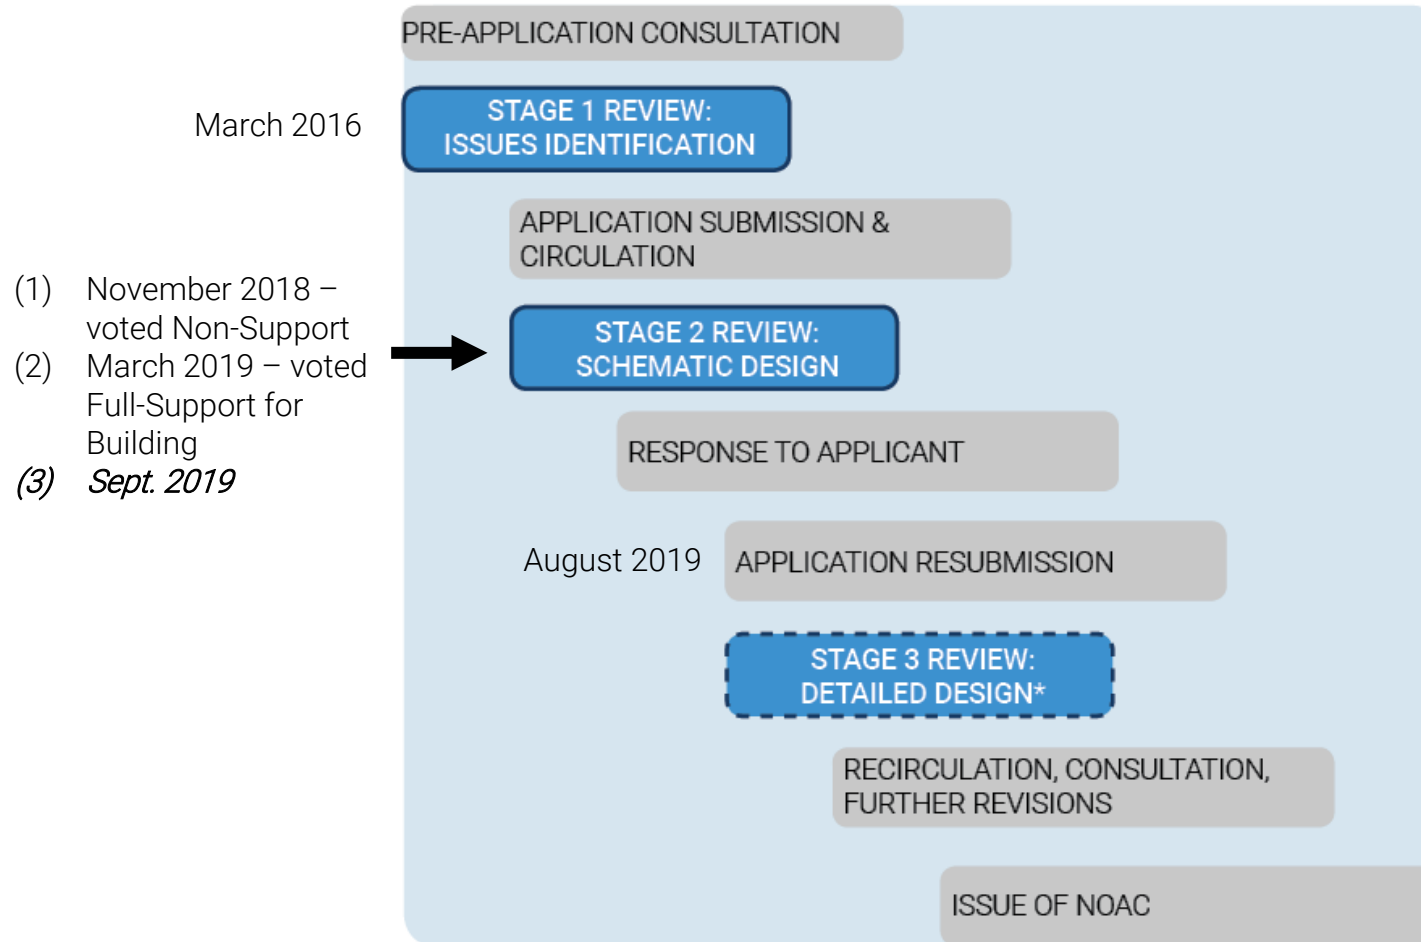 PRE-APPLICATION CONSULTATION
March 2016
STAGE 1 REVIEW:
ISSUES IDENTIFICATION
APPLICATION SUBMISSION &
CIRCULATION
(1) November 2018 –
voted Non-Support
(2) March 2019 – voted
Full-Support for
Building
(3) Sept. 2019
STAGE 2 REVIEW:
SCHEMATIC DESIGN
RESPONSE TO APPLICANT
August 2019
APPLICATION RESUBMISSION
STAGE 3 REVIEW:
DETAILED DESIGN*
RECIRCULATION, CONSULTATION,
FURTHER REVISIONS
ISSUE OF NOAC